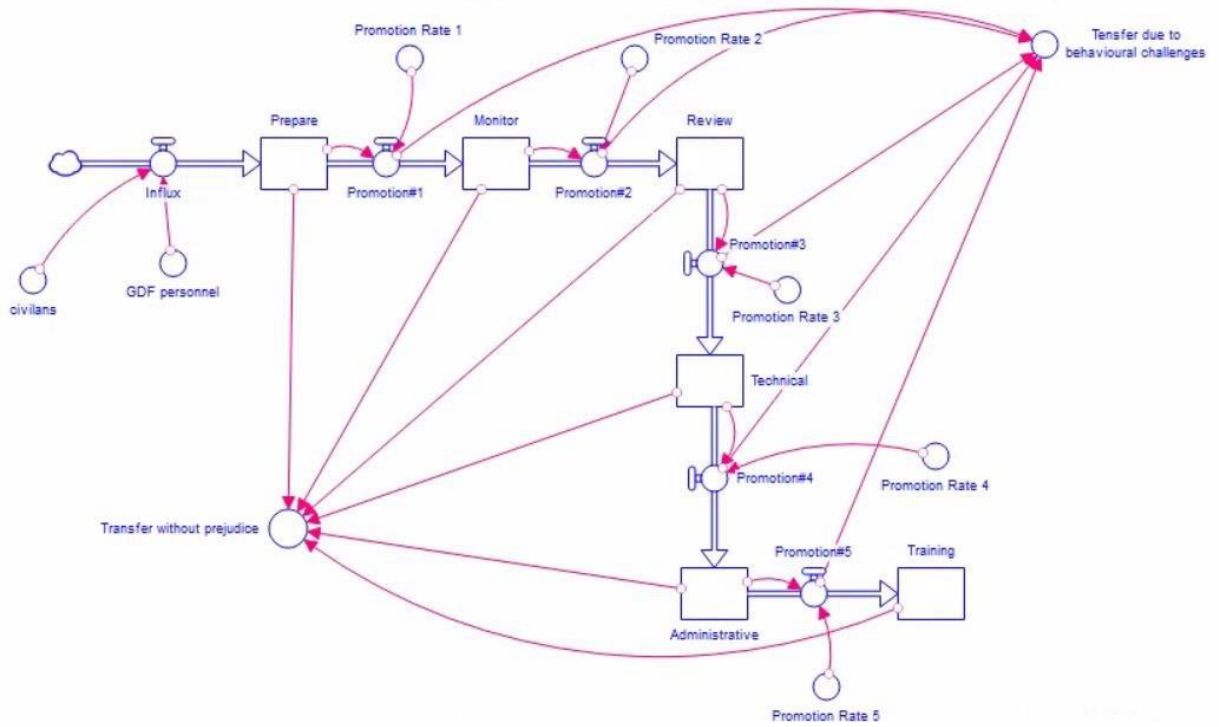 Promotion Rate 1
Promotion Rate 2
Tensfer due to
behavioural challenges
Prepare
Monitor
Review
Influx
Promotion#1
Promotion#2
Promotion#3
GDF personnel
civilans
Promotion Rate 3
Technical
Promotion#4
Promotion Rate 4
Transfer without prejudice
Promotion#5
Training
Administrative
Promotion Rate 5